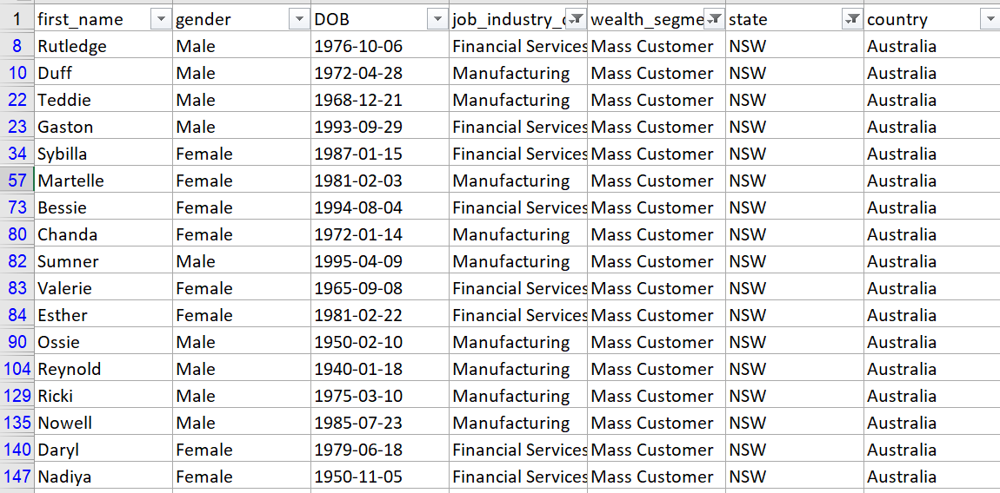 1 first_name gender DOB job_industry_c wealth_segme state country
8 Rutledge Male 1976-10-06 Financial Services Mass Customer NSW Australia
10 Duff Male 1972-04-28 Manufacturing Mass Customer NSW Australia
22 Teddie Male 1968-12-21 Manufacturing Mass Customer NSW Australia
23 Gaston Male 1993-09-29 Financial Services Mass Customer NSW Australia
34 Sybilla Female 1987-01-15 Financial Services Mass Customer NSW Australia
57 Martelle Female 1981-02-03 Manufacturing Mass Customer NSW Australia
73 Bessie Female 1994-08-04 Financial Services Mass Customer NSW Australia
80 Chanda Female 1972-01-14 Manufacturing Mass Customer NSW Australia
82 Sumner Male 1995-04-09 Manufacturing Mass Customer NSW Australia
83 Valerie Female 1965-09-08 Financial Services Mass Customer NSW Australia
84 Esther Female 1981-02-22 Financial Services Mass Customer NSW Australia
90 Ossie Male 1950-02-10 Manufacturing Mass Customer NSW Australia
104 Reynold Male 1940-01-18 Manufacturing Mass Customer NSW Australia
129 Ricki Male 1975-03-10 Manufacturing Mass Customer NSW Australia
135 Nowell Male 1985-07-23 Manufacturing Mass Customer NSW Australia
140 Daryl Female 1979-06-18 Financial Services Mass Customer NSW Australia
147 Nadiya Female 1950-11-05 Financial Services Mass Customer NSW Australia